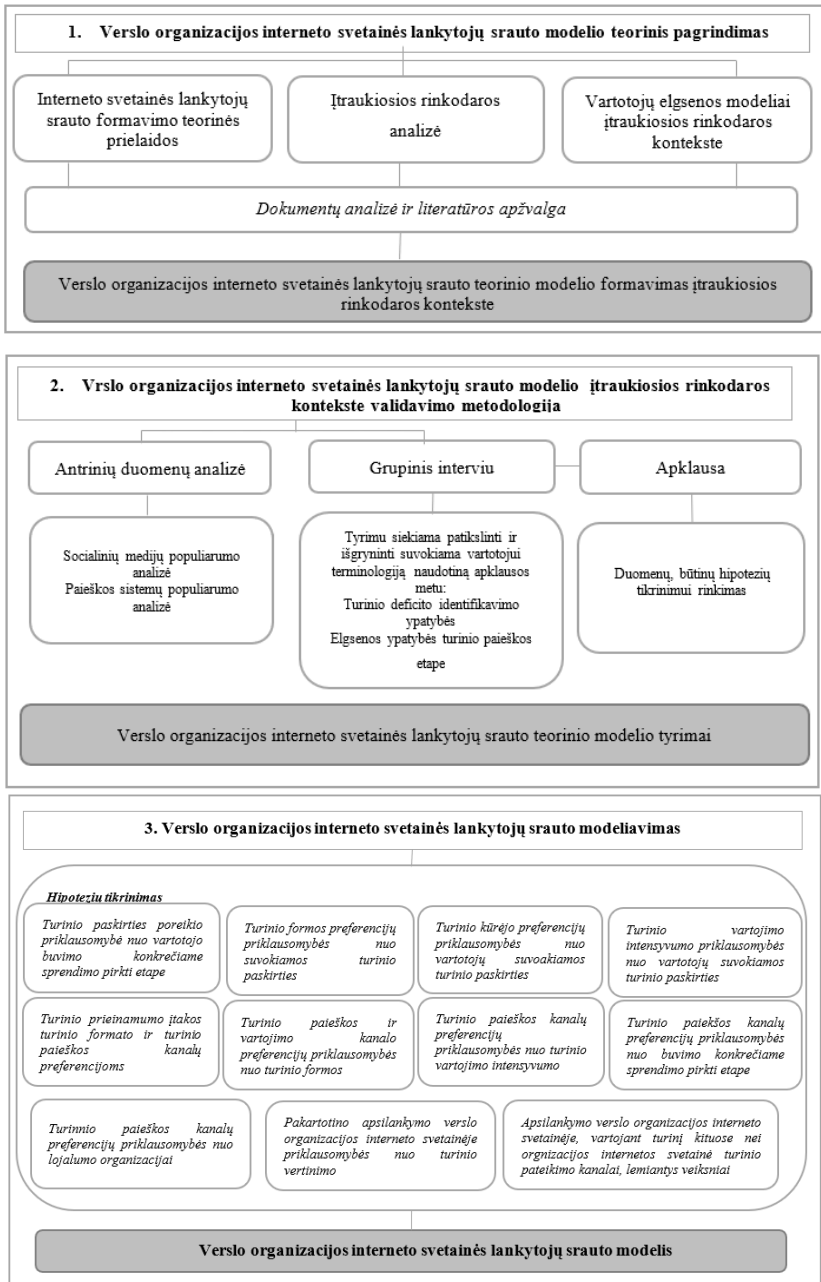 1. Verslo organizacijos interneto svetainės lankytojų srauto modelio teorinis pagrindimas
Interneto svetainės lankytojų
srauto formavimo teorinės
prielaidos
Įtraukiosios rinkodaros
analizė
Vartotojų elgsenos modeliai
įtraukiosios rinkodaros
kontekste
Dokumentų analizė ir literatūros apžvalga
Verslo organizacijos interneto svetainės lankytojų srauto teorinio modelio formavimas įtraukiosios
rinkodaros kontekste
2. Vrslo organizacijos interneto svetainės lankytojų srauto modelio įtraukiosios rinkodaros
kontekste validavimo metodologija
Antrinių duomenų analizė
Grupinis interviu
Apklausa
Socialinių medijų populiarumo
analizė
Paieškos sistemų populiarumo
analizė
Tyrimu siekiama patikslinti ir
išgryninti suvokiama vartotojui
terminologiją naudotiną apklausos
metu:
Turinio deficito identifikavimo
ypatybės
Elgsenos ypatybės turinio paieškos
etape
Duomenų, būtinų hipotezių
tikrinimui rinkimas
Verslo organizacijos interneto svetainės lankytojų srauto teorinio modelio tyrimai
3. Verslo organizacijos interneto svetainės lankytojų srauto modeliavimas
Hipotezių tikrinimas
Turinio paskirties poreikio
priklausomybė nuo vartotojo
buvimo konkrečiame
sprendimo pirkti etape
Turinio formos preferencijų
priklausomybės nuo
suvokiamos turinio
paskirties
Turinio kūrėjo preferencijų
priklausomybės nuo
vartotojų suvoakiamos
turinio paskirties
Turinio vartojimo
intensyvumo priklausomybės
nuo vartotojų suvokiamos
turinio paskirties
Turinio prieinamumo įtakos
turinio formato ir turinio
paieškos kanalų
preferencijoms
Turinio paieškos ir
vartojimo kanalo
preferencijų priklausomybės
nuo turinio formos
Turinio paieškos kanalų
preferencijų
priklausomybės nuo turinio
vartojimo intensyvumo
Turinio paiekšos kanalų
preferencijų priklausomybės
nuo buvimo konkrečiame
sprendimo pirkti etape
Turinnio paieškos kanalų
preferencijų priklausomybės nuo
lojalumo organizacijai
Pakartotino apsilankymo verslo
organizacijos interneto svetainėje
priklausomybės nuo turinio
vertinimo
Apsilankymo verslo organizacijos interneto
svetainėje, vartojant turinį kituose nei
orgnizacijos internetos svetainė turinio
pateikimo kanalai, lemiantys veiksniai
Verslo organizacijos interneto svetainės lankytojų srauto modelis